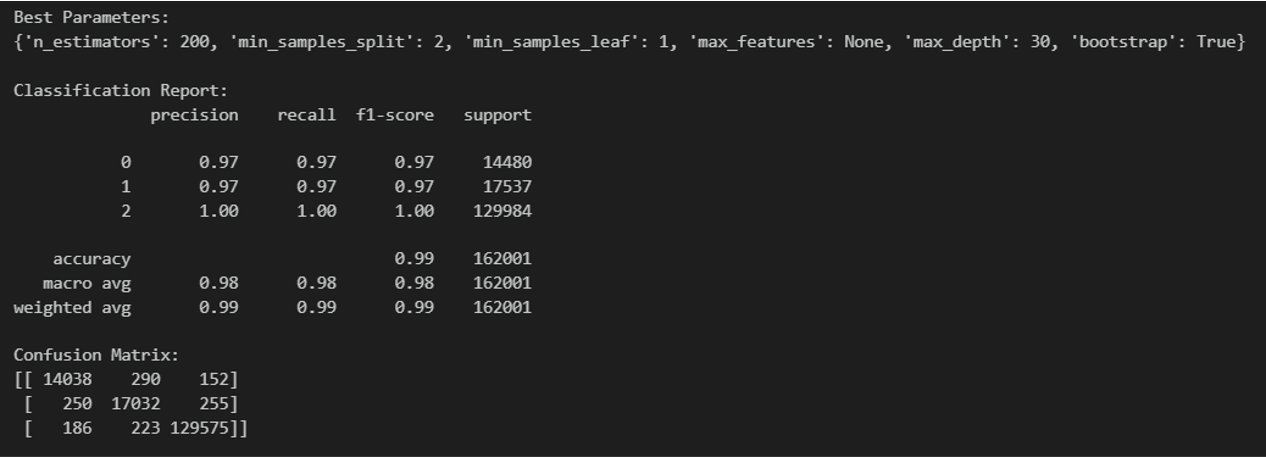 Best Parameters:
{'n_estimators': 200, 'min_samples_split': 2, 'min_samples_leaf': 1, 'max_features': None, 'max_depth': 30, 'bootstrap': True}
Classification Report:
precision recall f1-score support
0 0.97 0.97 0.97 14480
1 0.97 0.97 0.97 17537
2 1.00 1.00 1.00 129984
accuracy 0.99 162001
macro avg 0.98 0.98 0.98 162001
weighted avg 0.99 0.99 0.99 162001
Confusion Matrix:
[[ 14038 290 152]
[ 250 17032 255]
[ 186 223 129575]]